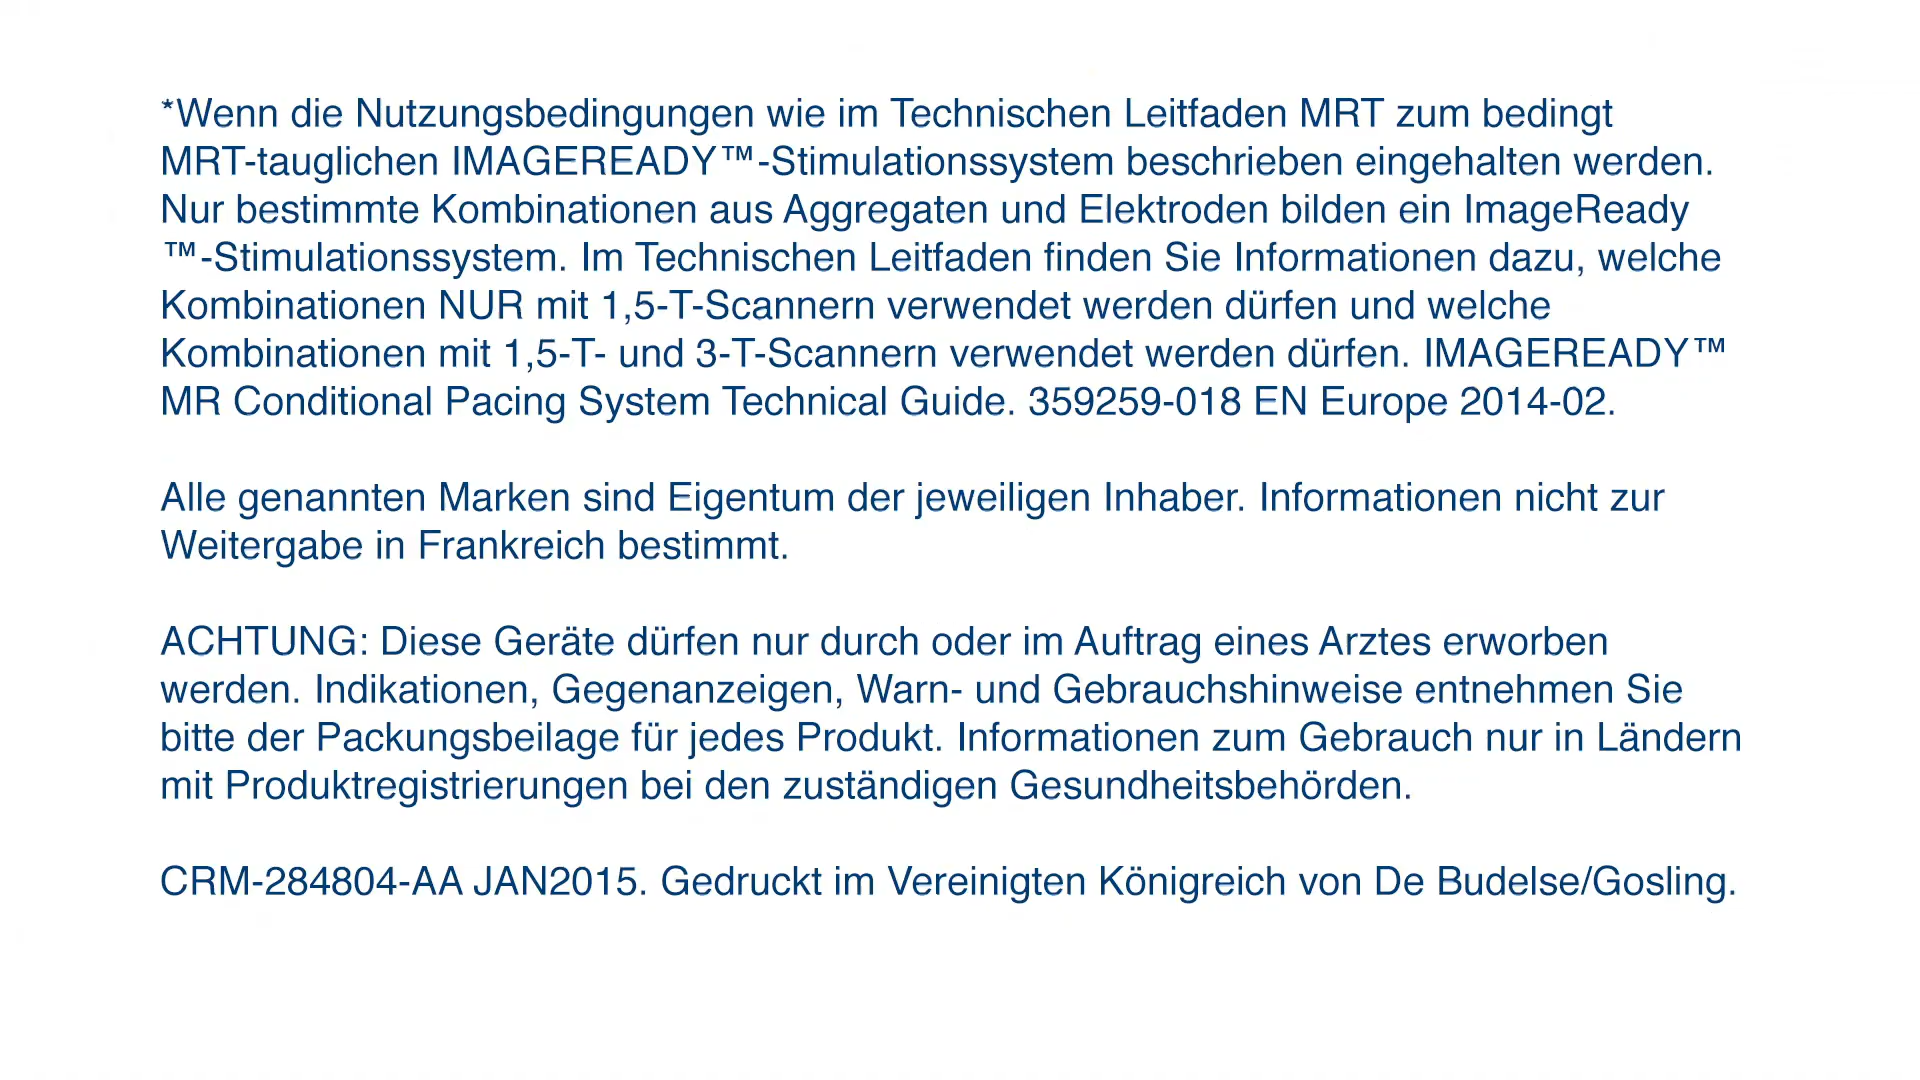 *Wenn die Nutzungsbedingungen wie im Technischen Leitfaden MRT zum bedingt
MRT-tauglichen IMAGEREADY™-Stimulationssystem beschrieben eingehalten werden.
Nur bestimmte Kombinationen aus Aggregaten und Elektroden bilden ein ImageReady
™-Stimulationssystem. Im Technischen Leitfaden finden Sie Informationen dazu, welche
Kombinationen NUR mit 1,5-T-Scannern verwendet werden dürfen und welche
Kombinationen mit 1,5-T- und 3-T-Scannern verwendet werden dürfen. IMAGEREADY™
MR Conditional Pacing System Technical Guide. 359259-018 EN Europe 2014-02.
Alle genannten Marken sind Eigentum der jeweiligen Inhaber. Informationen nicht zur
Weitergabe in Frankreich bestimmt.
ACHTUNG: Diese Geräte dürfen nur durch oder im Auftrag eines Arztes erworben
werden. Indikationen, Gegenanzeigen, Warn- und Gebrauchshinweise entnehmen Sie
bitte der Packungsbeilage für jedes Produkt. Informationen zum Gebrauch nur in Ländern
mit Produktregistrierungen bei den zuständigen Gesundheitsbehörden.
CRM-284804-AA JAN2015. Gedruckt im Vereinigten Königreich von De Budelse/Gosling.